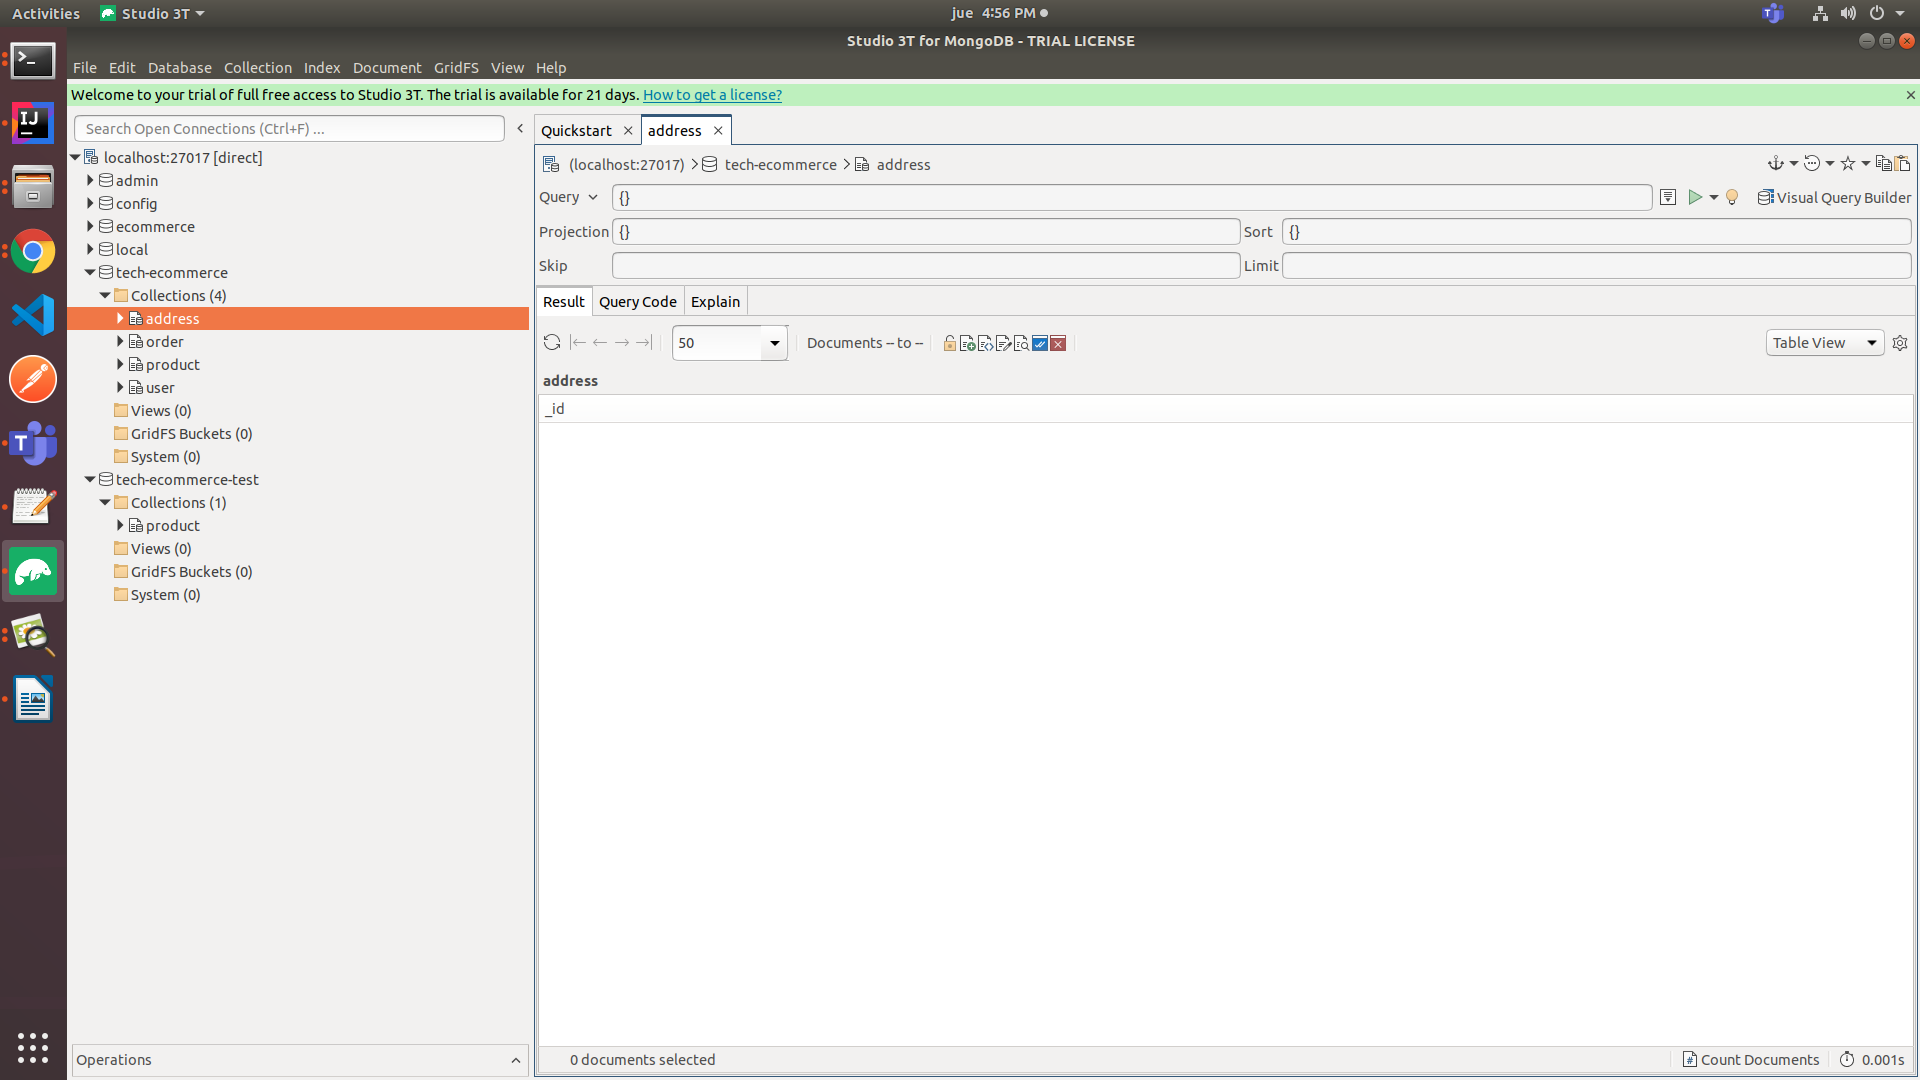 Activities Studio 3T jue 4:56 PM
Studio 3T for MongoDB - TRIAL LICENSE
File Edit Database Collection Index Document GridFS View Help
Welcome to your trial of full free access to Studio 3T. The trial is available for 21 days. How to get a license?
Search Open Connections (Ctrl+F) ...
localhost:27017 [direct]
admin
config
ecommerce
local
tech-ecommerce
Collections (4)
address
order
product
user
Views (0)
GridFS Buckets (0)
System (0)
tech-ecommerce-test
Collections (1)
product
Views (0)
GridFS Buckets (0)
System (0)
Operations
Quickstart address
(localhost:27017) tech-ecommerce address
Query {} Visual Query Builder
Projection {} Sort {}
Skip Limit
Result Query Code Explain
50 Documents -- to -- Table View
address
_id
0 documents selected Count Documents 0.001s